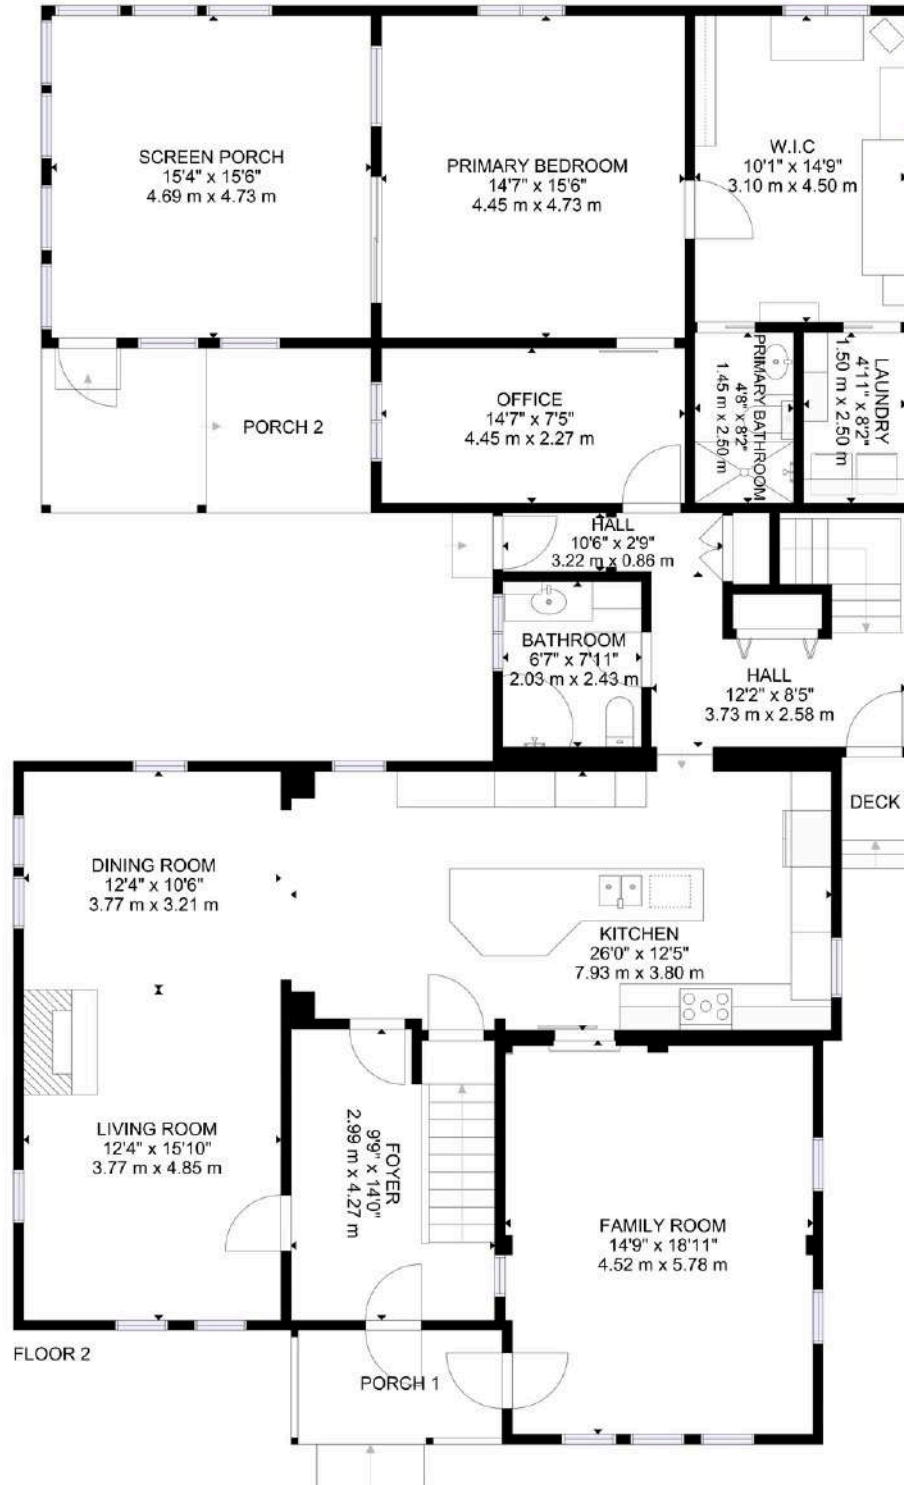 SCREEN PORCH
15'4" x 15'6"
4.69 m x 4.73 m
PRIMARY BEDROOM
14'7" x 15'6"
4.45 m x 4.73 m
W.I.C
10'1" x 14'9"
3.10 m x 4.50 m
OFFICE
14'7" x 7'5"
4.45 m x 2.27 m
PRIMARY BATHROOM
4'8" x 8'2"
1.45 m x 2.50 m
LAUNDRY
4'11" x 8'2"
1.50 m x 2.50 m
PORCH 2
HALL
10'6" x 2'9"
3.22 m x 0.86 m
BATHROOM
6'7" x 7'11"
2.03 m x 2.43 m
HALL
12'2" x 8'5"
3.73 m x 2.58 m
DECK
DINING ROOM
12'4" x 10'6"
3.77 m x 3.21 m
KITCHEN
26'0" x 12'5"
7.93 m x 3.80 m
LIVING ROOM
12'4" x 15'10"
3.77 m x 4.85 m
FOYER
9'9" x 14'0"
2.99 m x 4.27 m
FAMILY ROOM
14'9" x 18'11"
4.52 m x 5.78 m
FLOOR 2
PORCH 1